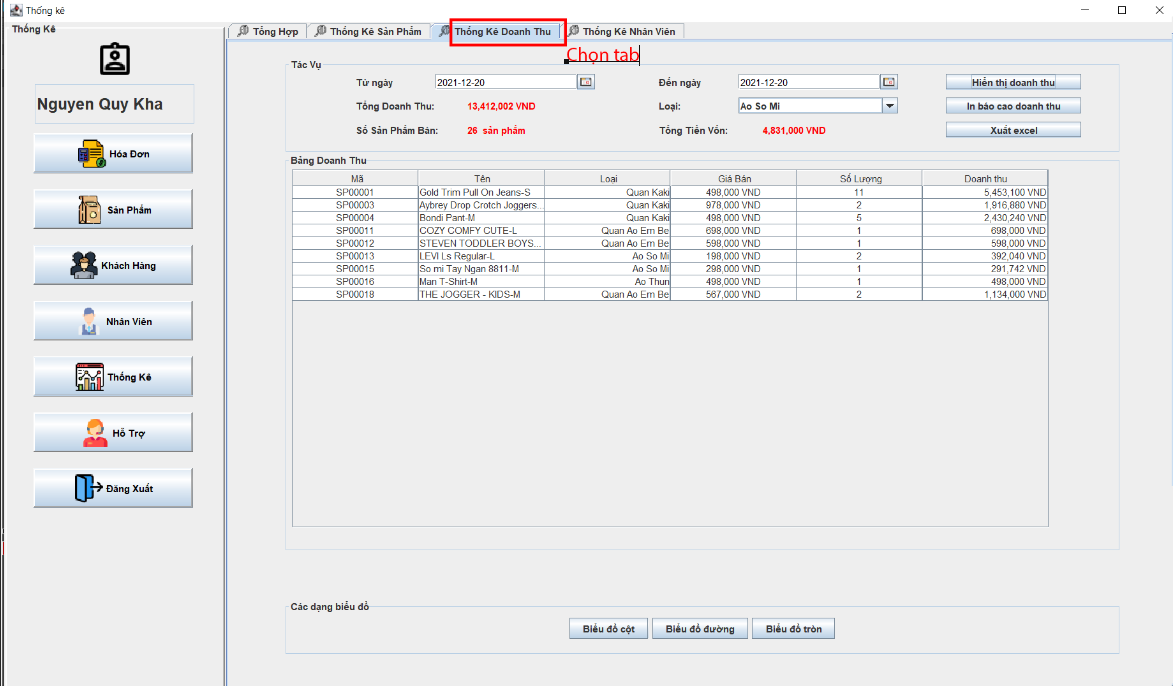 Thống kê
Thống Kê
Nguyen Quy Kha
Hóa Đơn
Sản Phẩm
Khách Hàng
Nhân Viên
Thống Kê
Hỗ Trợ
Đăng Xuất
Tổng Hợp Thống Kê Sản Phẩm Thống Kê Doanh Thu Thống Kê Nhân Viên
Chọn tab
Tác Vụ
Từ ngày 2021-12-20 Đến ngày 2021-12-20 Hiển thị doanh thu
Tổng Doanh Thu: 13,412,002 VND Loại: Ao So Mi In báo cáo doanh thu
Số Sản Phẩm Bán: 26 sản phẩm Tổng Tiền Vốn: 4,831,000 VND Xuất excel
Bảng Doanh Thu
Mã Tên Loại Giá Bán Số Lượng Doanh thu
SP00001 Gold Trim Pull On Jeans-S Quan Kaki 498,000 VND 11 5,453,100 VND
SP00003 Aybrey Drop Crotch Joggers... Quan Kaki 978,000 VND 2 1,916,880 VND
SP00004 Bondi Pant-M Quan Kaki 498,000 VND 5 2,430,240 VND
SP00011 COZY COMFY CUTE-L Quan Ao Em Be 698,000 VND 1 698,000 VND
SP00012 STEVEN TODDLER BOYS... Quan Ao Em Be 598,000 VND 1 598,000 VND
SP00013 LEVI Ls Regular-L Ao So Mi 198,000 VND 2 392,040 VND
SP00015 So mi Tay Ngan 8811-M Ao So Mi 298,000 VND 1 291,742 VND
SP00016 Man T-Shirt-M Ao Thun 498,000 VND 1 498,000 VND
SP00018 THE JOGGER - KIDS-M Quan Ao Em Be 567,000 VND 2 1,134,000 VND
Các dạng biểu đồ
Biểu đồ cột Biểu đồ đường Biểu đồ tròn